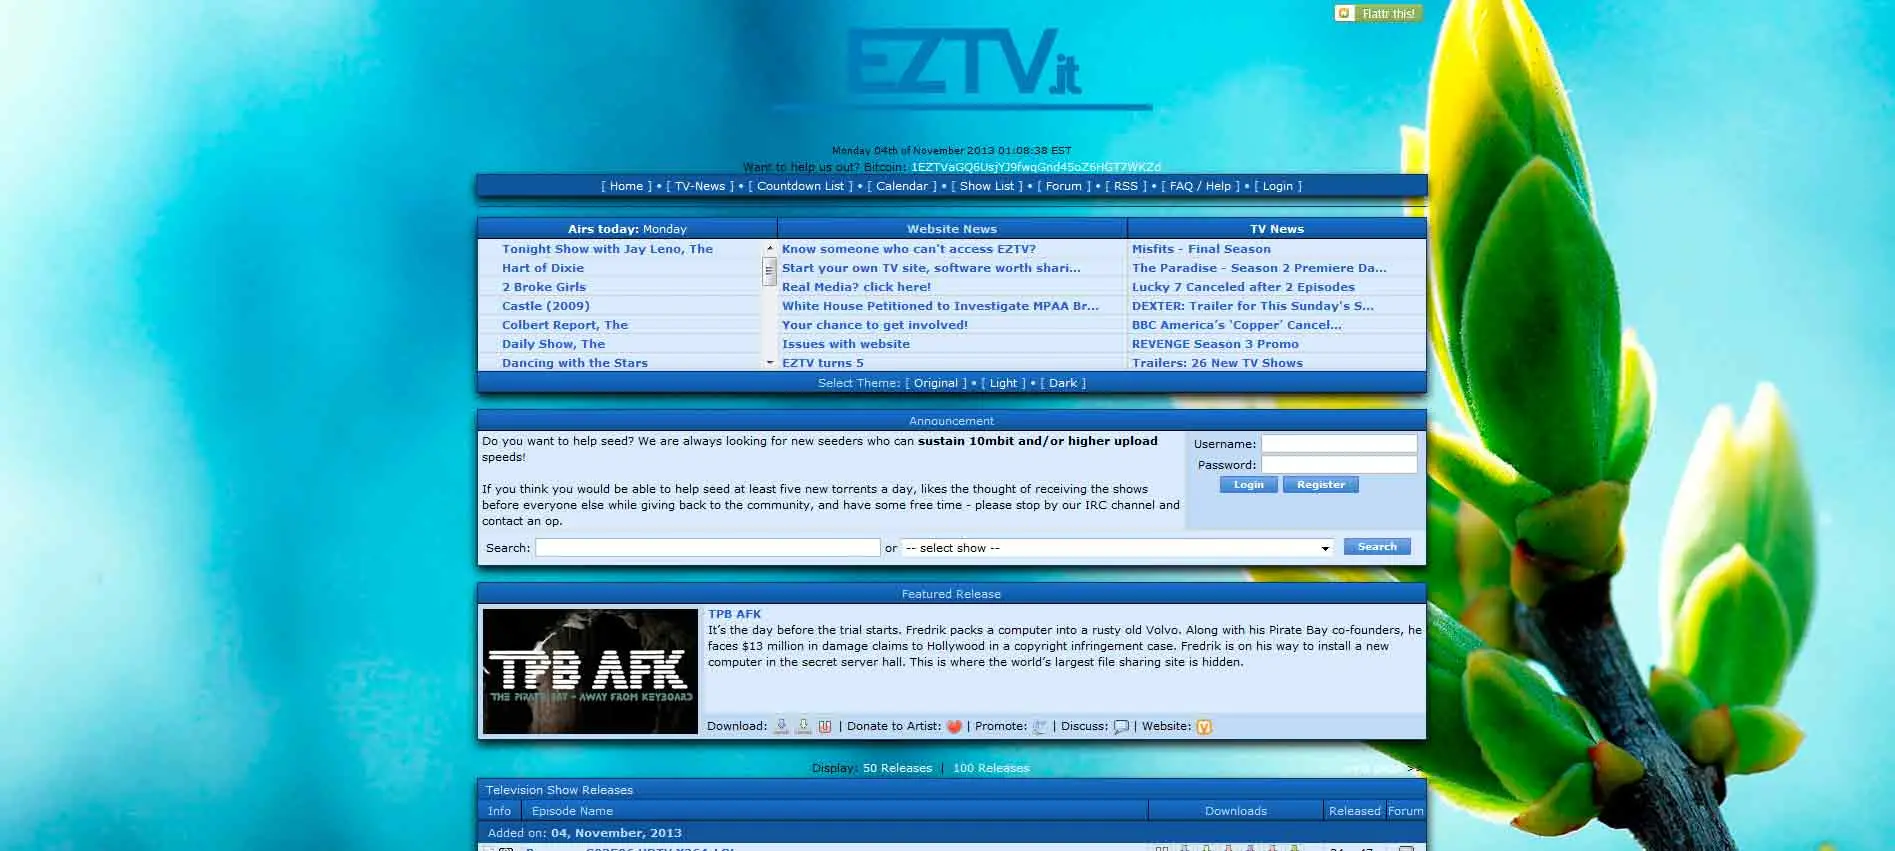 Flattr this!
EZTV.it
Monday 04th of November 2013 01:08:38 EST
Want to help us out? Bitcoin: 1EZTVaGQ6UsjYJ9fwqGnd45oZ6HGT7WKZd
[ Home ] • [ TV-News ] • [ Countdown List ] • [ Calendar ] • [ Show List ] • [ Forum ] • [ RSS ] • [ FAQ / Help ] • [ Login ]
Airs today: Monday
Tonight Show with Jay Leno, The
Hart of Dixie
2 Broke Girls
Castle (2009)
Colbert Report, The
Daily Show, The
Dancing with the Stars
Website News
Know someone who can't access EZTV?
Start your own TV site, software worth shari...
Real Media? click here!
White House Petitioned to Investigate MPAA Br...
Your chance to get involved!
Issues with website
EZTV turns 5
TV News
Misfits - Final Season
The Paradise - Season 2 Premiere Da...
Lucky 7 Canceled after 2 Episodes
DEXTER: Trailer for This Sunday's S...
BBC America's 'Copper' Cancel...
REVENGE Season 3 Promo
Trailers: 26 New TV Shows
Select Theme: [ Original ] • [ Light ] • [ Dark ]
Announcement
Do you want to help seed? We are always looking for new seeders who can sustain 10mbit and/or higher upload
speeds!
If you think you would be able to help seed at least five new torrents a day, likes the thought of receiving the shows
before everyone else while giving back to the community, and have some free time - please stop by our IRC channel and
contact an op.
Username:
Password:
Login Register
Search: or -- select show -- Search
Featured Release
TPB AFK
THE PIRATE BAY - AWAY FROM KEYBOARD
TPB AFK
It's the day before the trial starts. Fredrik packs a computer into a rusty old Volvo. Along with his Pirate Bay co-founders, he
faces $13 million in damage claims to Hollywood in a copyright infringement case. Fredrik is on his way to install a new
computer in the secret server hall. This is where the world's largest file sharing site is hidden.
Download: | Donate to Artist: | Promote: | Discuss: | Website:
Display: 50 Releases | 100 Releases
>>
Television Show Releases
Info Episode Name Downloads Released Forum
Added on: 04, November, 2013